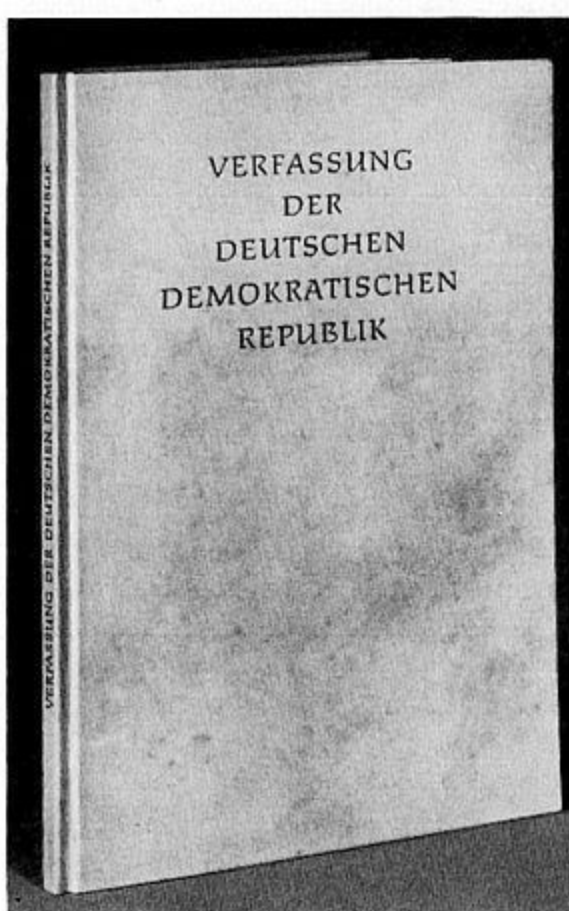 VERFASSUNG
DER
DEUTSCHEN
DEMOKRATISCHEN
REPUBLIK
VERFASSUNG DER DEUTSCHEN DEMOKRATISCHEN REPUBLIK